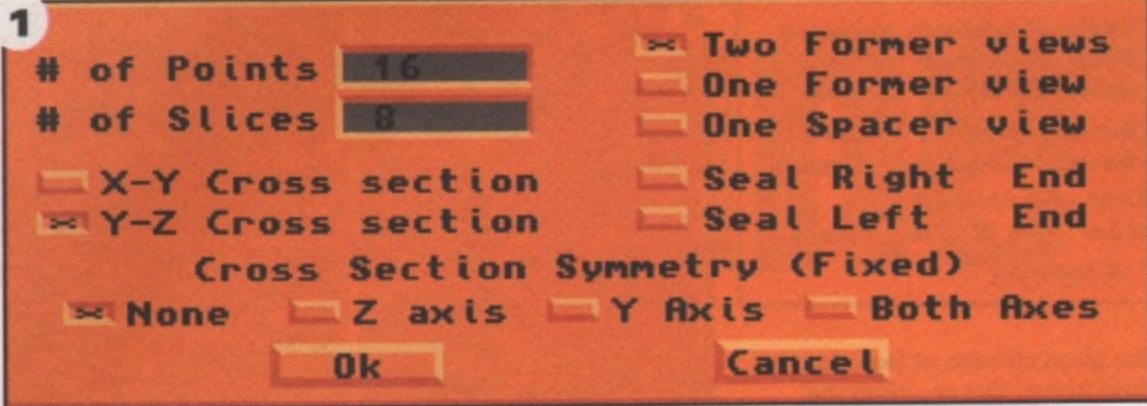 1
# of Points 16
# of Slices 8
X-Y Cross section
Y-Z Cross section
Two Former views
One Former view
One Spacer view
Seal Right End
Seal Left End
Cross Section Symmetry (Fixed)
None Z axis Y Axis Both Axes
Ok Cancel